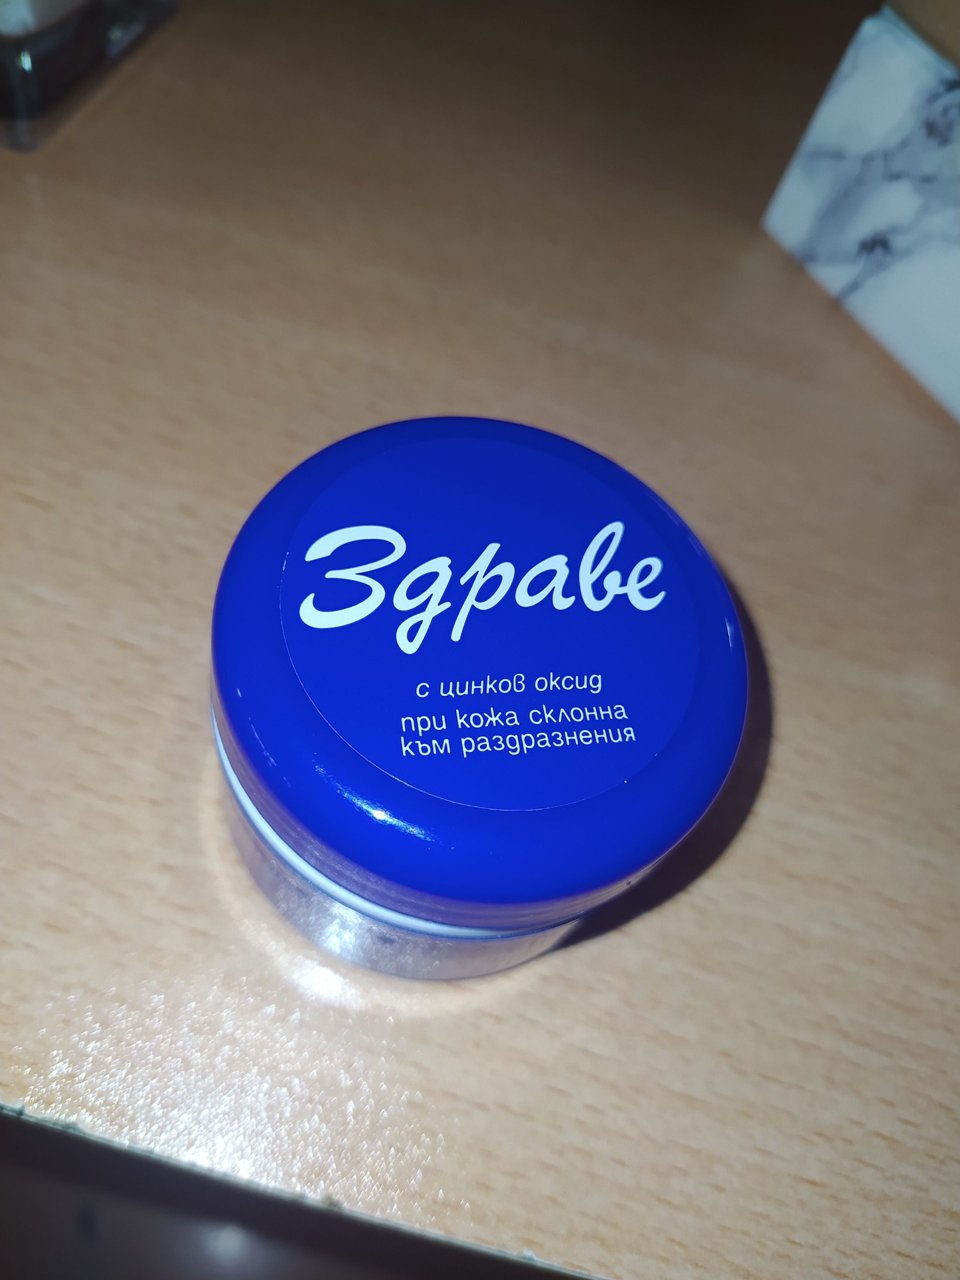 Здраве
с цинков оксид
при кожа склонна
към раздразнения